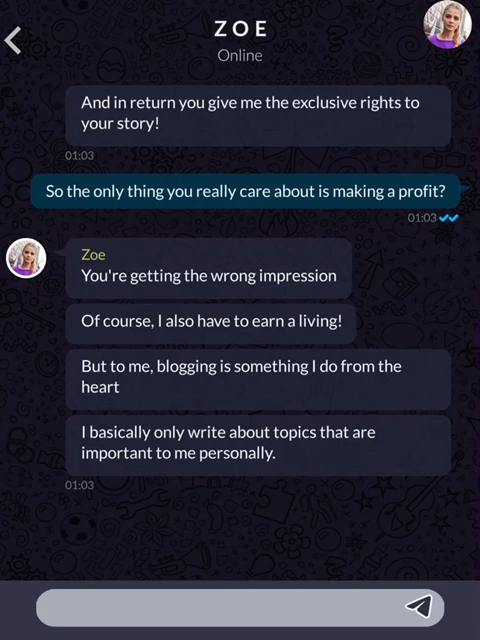 ZOE
Online
And in return you give me the exclusive rights to
your story!
01:03
So the only thing you really care about is making a profit?
01:03
Zoe
You're getting the wrong impression
Of course, I also have to earn a living!
But to me, blogging is something I do from the
heart
I basically only write about topics that are
important to me personally.
01:03